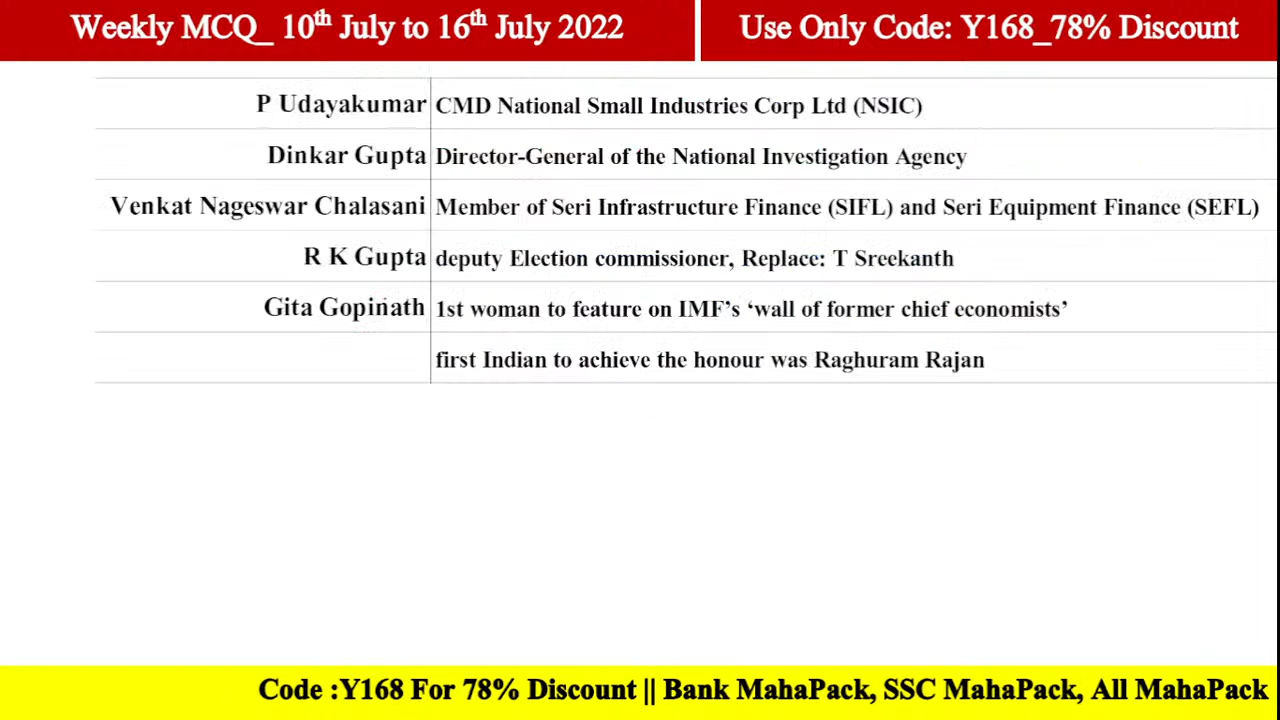 Weekly MCQ_ 10th July to 16th July 2022
Use Only Code: Y168_78% Discount
P Udayakumar CMD National Small Industries Corp Ltd (NSIC)
Dinkar Gupta Director-General of the National Investigation Agency
Venkat Nageswar Chalasani Member of Seri Infrastructure Finance (SIFL) and Seri Equipment Finance (SEFL)
R K Gupta deputy Election commissioner, Replace: T Sreekanth
Gita Gopinath 1st woman to feature on IMF’s ‘wall of former chief economists’
first Indian to achieve the honour was Raghuram Rajan
Code :Y168 For 78% Discount || Bank MahaPack, SSC MahaPack, All MahaPack